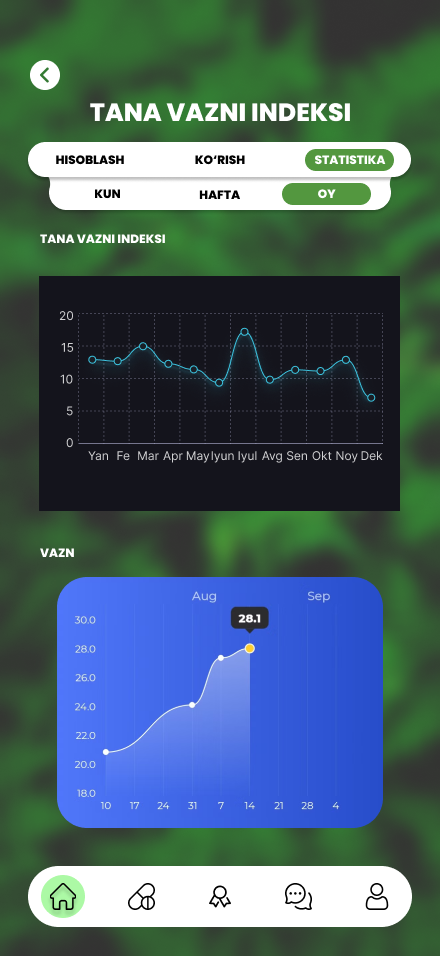 TANA VAZNI INDEKSI
HISOBLASH KO‘RISH STATISTIKA
KUN HAFTA OY
TANA VAZNI INDEKSI
20
15
10
5
0
Yan Fe Mar Apr May Iyun Iyul Avg Sen Okt Noy Dek
VAZN
Aug Sep
28.1
30.0
28.0
26.0
24.0
22.0
20.0
18.0
10 17 24 31 7 14 21 28 4